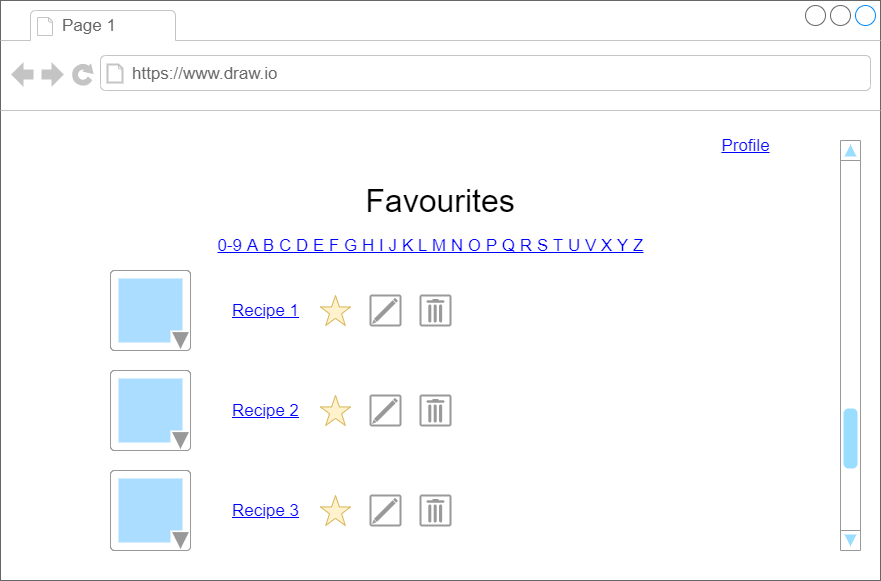 Page 1
https://www.draw.io
Profile
Favourites
0-9 A B C D E F G H I J K L M N O P Q R S T U V X Y Z
Recipe 1
Recipe 2
Recipe 3